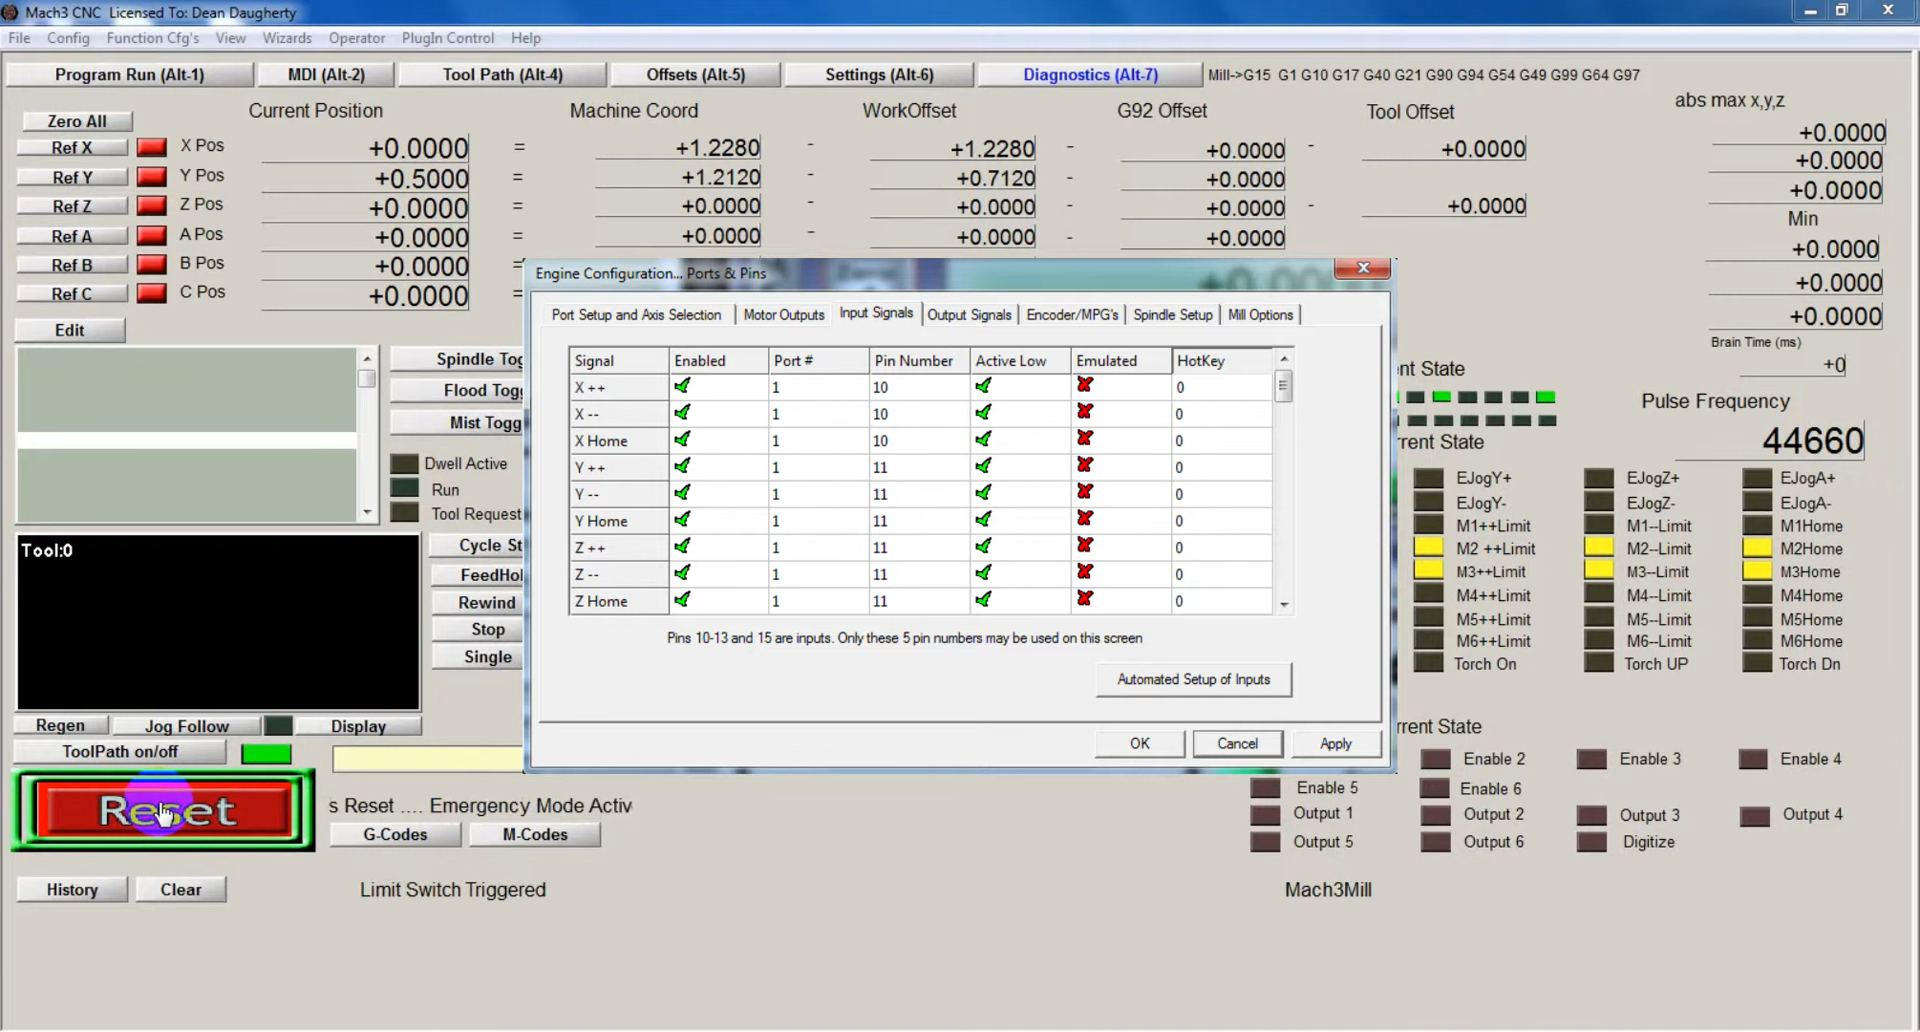 Mach3 CNC Licensed To: Dean Daugherty
File Config Function Cfg's View Wizards Operator PlugIn Control Help
Program Run (Alt-1) MDI (Alt-2) Tool Path (Alt-4) Offsets (Alt-5) Settings (Alt-6) Diagnostics (Alt-7) Mill->G15 G1 G10 G17 G40 G21 G90 G94 G54 G49 G99 G64 G97
Zero All Current Position Machine Coord WorkOffset G92 Offset Tool Offset abs max x,y,z
+0.0000
Ref X X Pos +0.0000 = +1.2280 - +1.2280 - +0.0000 - +0.0000
+0.0000
Ref Y Y Pos +0.5000 = +1.2120 - +0.7120 - +0.0000
+0.0000
Ref Z Z Pos +0.0000 = +0.0000 - +0.0000 - +0.0000 - +0.0000
Min
Ref A A Pos +0.0000 = +0.0000 - +0.0000 - +0.0000
+0.0000
Ref B B Pos +0.0000 =
+0.0000
Ref C C Pos +0.0000 =
+0.0000
Edit
Brain Time (ms)
+0
Engine Configuration... Ports & Pins
Port Setup and Axis Selection Motor Outputs Input Signals Output Signals Encoder/MPG's Spindle Setup Mill Options
Signal Enabled Port # Pin Number Active Low Emulated HotKey
X ++ 1 10 0
X -- 1 10 0
X Home 1 10 0
Y ++ 1 11 0
Y -- 1 11 0
Y Home 1 11 0
Z ++ 1 11 0
Z -- 1 11 0
Z Home 1 11 0
Pins 10-13 and 15 are inputs. Only these 5 pin numbers may be used on this screen
Automated Setup of Inputs
OK Cancel Apply
Spindle Tog
Flood Togg
Mist Togg
Dwell Active
Run
Tool Request
Cycle St
FeedHol
Rewind
Stop
Single
nt State
Pulse Frequency
44660
rrent State
EJogY+ EJogZ+ EJogA+
EJogY- EJogZ- EJogA-
M1++Limit M1--Limit M1Home
M2 ++Limit M2--Limit M2Home
M3++Limit M3--Limit M3Home
M4++Limit M4--Limit M4Home
M5++Limit M5--Limit M5Home
M6++Limit M6--Limit M6Home
Torch On Torch UP Torch Dn
rrent State
Enable 2 Enable 3 Enable 4
Enable 5 Enable 6
Output 1 Output 2 Output 3 Output 4
Output 5 Output 6 Digitize
Tool:0
Regen Jog Follow Display
ToolPath on/off
Reset s Reset .... Emergency Mode Activ
G-Codes M-Codes
History Clear Limit Switch Triggered Mach3Mill